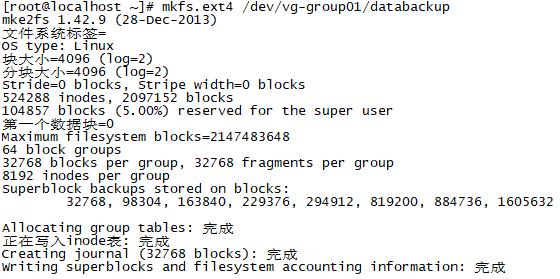 [root@localhost ~]# mkfs.ext4 /dev/vg-group01/databackup
mke2fs 1.42.9 (28-Dec-2013)
文件系统标签=
OS type: Linux
块大小=4096 (log=2)
分块大小=4096 (log=2)
Stride=0 blocks, Stripe width=0 blocks
524288 inodes, 2097152 blocks
104857 blocks (5.00%) reserved for the super user
第一个数据块=0
Maximum filesystem blocks=2147483648
64 block groups
32768 blocks per group, 32768 fragments per group
8192 inodes per group
Superblock backups stored on blocks:
32768, 98304, 163840, 229376, 294912, 819200, 884736, 1605632
Allocating group tables: 完成
正在写入inode表: 完成
Creating journal (32768 blocks): 完成
Writing superblocks and filesystem accounting information: 完成